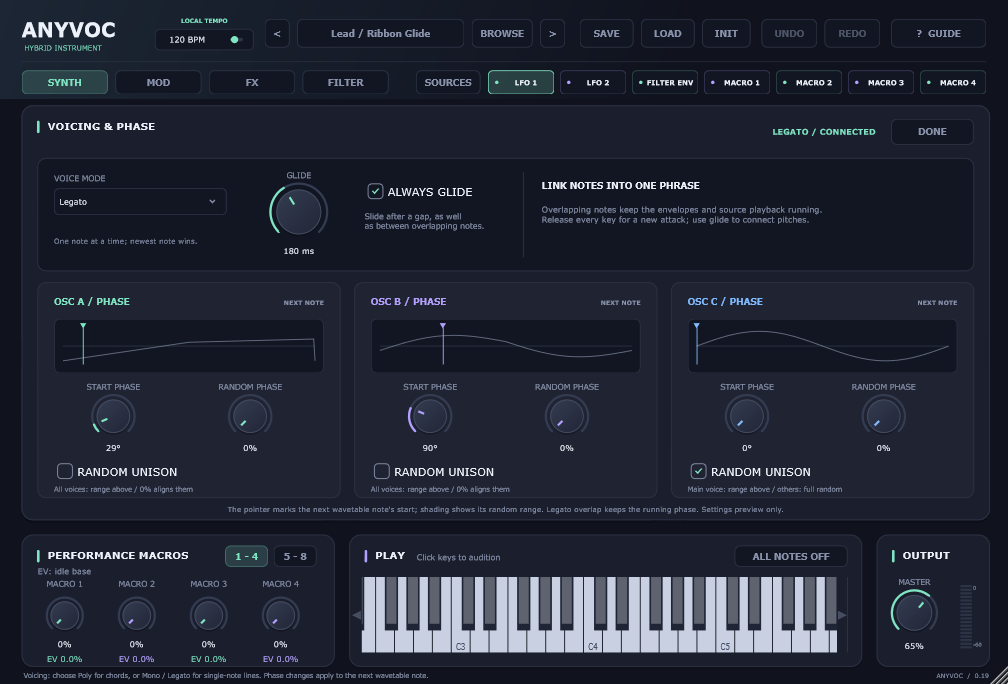 ANYVOC
HYBRID INSTRUMENT
LOCAL TEMPO
120 BPM
<
Lead / Ribbon Glide
BROWSE
>
SAVE
LOAD
INIT
UNDO
REDO
? GUIDE
SYNTH
MOD
FX
FILTER
SOURCES
LFO 1
LFO 2
FILTER ENV
MACRO 1
MACRO 2
MACRO 3
MACRO 4
VOICING & PHASE
LEGATO / CONNECTED
DONE
VOICE MODE
Legato
One note at a time; newest note wins.
GLIDE
180 ms
ALWAYS GLIDE
Slide after a gap, as well
as between overlapping notes.
LINK NOTES INTO ONE PHRASE
Overlapping notes keep the envelopes and source playback running.
Release every key for a new attack; use glide to connect pitches.
OSC A / PHASE
NEXT NOTE
START PHASE
RANDOM PHASE
29°
0%
RANDOM UNISON
All voices: range above / 0% aligns them
OSC B / PHASE
NEXT NOTE
START PHASE
RANDOM PHASE
90°
0%
RANDOM UNISON
All voices: range above / 0% aligns them
OSC C / PHASE
NEXT NOTE
START PHASE
RANDOM PHASE
0°
0%
RANDOM UNISON
Main voice: range above / others: full random
The pointer marks the next wavetable note's start; shading shows its random range. Legato overlap keeps the running phase. Settings preview only.
PERFORMANCE MACROS
1 - 4
5 - 8
EV: idle base
MACRO 1
MACRO 2
MACRO 3
MACRO 4
0%
0%
0%
0%
EV 0.0%
EV 0.0%
EV 0.0%
EV 0.0%
PLAY
Click keys to audition
ALL NOTES OFF
C3
C4
C5
OUTPUT
MASTER
65%
0
-60
Voicing: choose Poly for chords, or Mono / Legato for single-note lines. Phase changes apply to the next wavetable note.
ANYVOC / 0.19